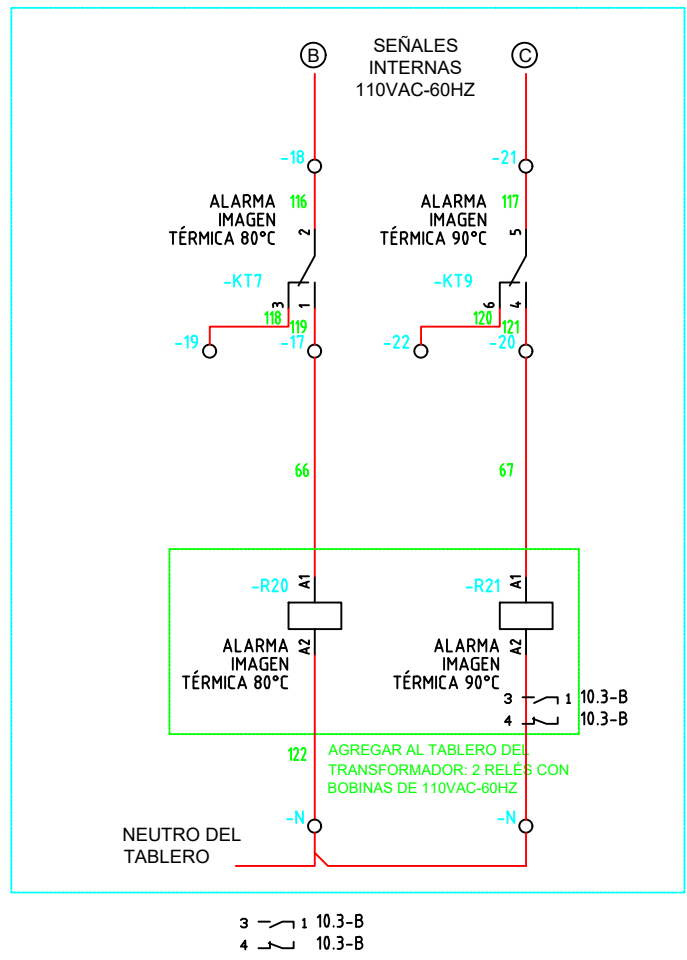 B
SEÑALES
INTERNAS
110VAC-60HZ
C
-18
-21
ALARMA
IMAGEN
TÉRMICA 80°C
116
2
ALARMA
IMAGEN
TÉRMICA 90°C
117
5
-KT7
3
1
-KT9
6
4
118
119
120
121
-19
-17
-22
-20
66
67
-R20
A1
-R21
A1
ALARMA
IMAGEN
TÉRMICA 80°C
A2
ALARMA
IMAGEN
TÉRMICA 90°C
A2
3 1 10.3-B
4 10.3-B
122
AGREGAR AL TABLERO DEL
TRANSFORMADOR: 2 RELÉS CON
BOBINAS DE 110VAC-60HZ
-N
-N
NEUTRO DEL
TABLERO
3 1 10.3-B
4 10.3-B